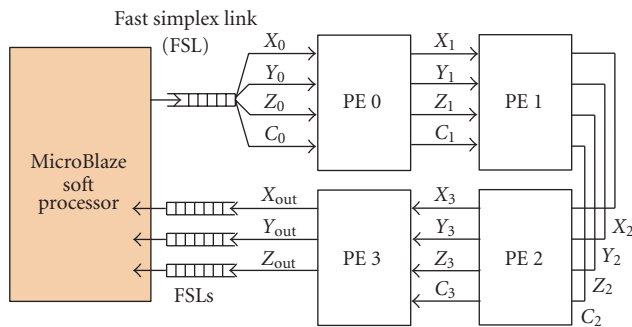 Fast simplex link
(FSL)
X₀
Y₀
Z₀
C₀
PE 0
X₁
Y₁
Z₁
C₁
PE 1
MicroBlaze
soft
processor
Xout
Yout
Zout
FSLs
PE 3
X₃
Y₃
Z₃
C₃
PE 2
X₂
Y₂
Z₂
C₂